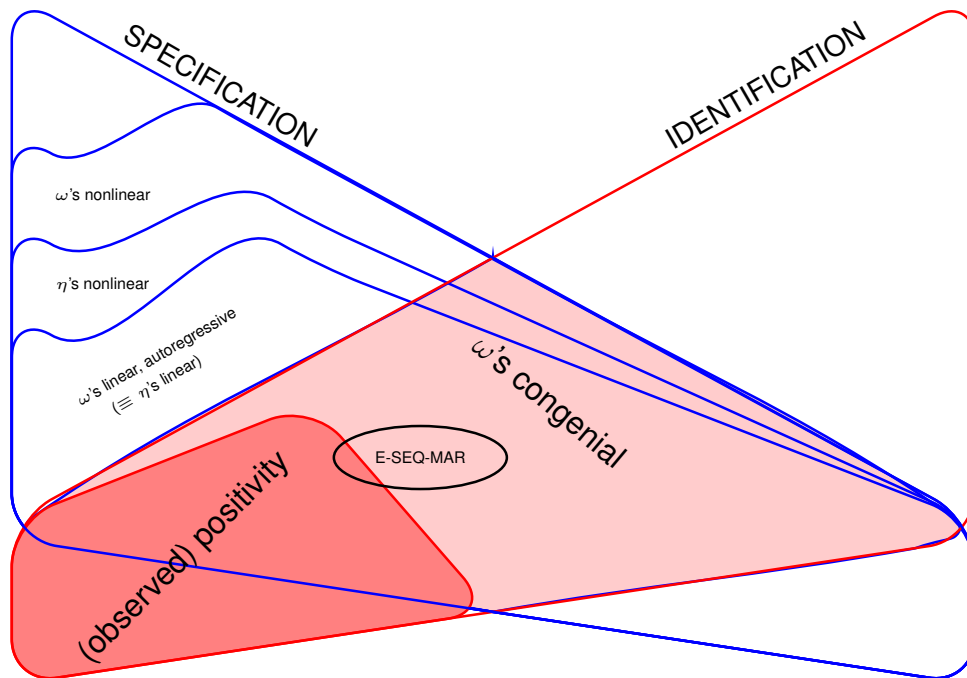 SPECIFICATION
IDENTIFICATION
ω's nonlinear
η's nonlinear
ω's linear, autoregressive
(≡ η's linear)
ω's congenial
E-SEQ-MAR
(observed) positivity